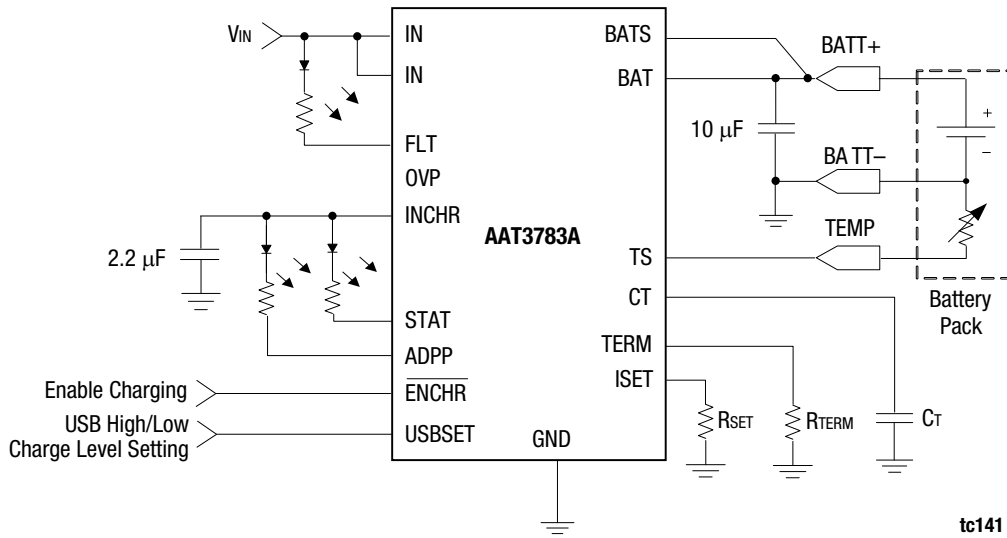 VIN
IN
IN
FLT
OVP
INCHR
2.2 μF
STAT
ADPP
Enable Charging
ENCHR
USB High/Low
Charge Level Setting
USBSET
AAT3783A
GND
BATS
BAT
TS
CT
TERM
ISET
BATT+
10 μF
BATT–
TEMP
+
–
Battery
Pack
RSET
RTERM
CT
tc141